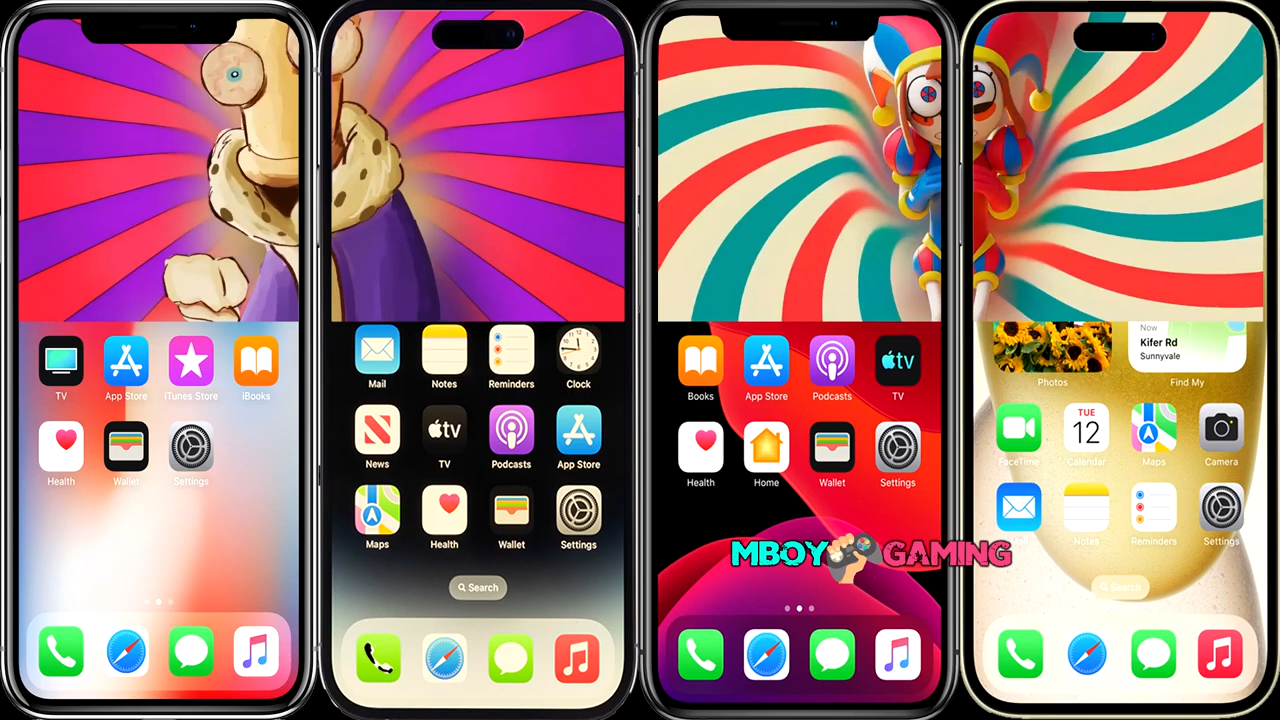 TV
App Store
iTunes Store
iBooks
Health
Wallet
Settings
Mail
Notes
Reminders
Clock
News
tv
TV
Podcasts
App Store
Maps
Health
Wallet
Settings
Search
Books
App Store
Podcasts
tv
TV
Health
Home
Wallet
Settings
Now
Kifer Rd
Sunnyvale
Photos
Find My
TUE
12
FaceTime
Calendar
Maps
Camera
Mail
Notes
Reminders
Settings
Search
MBOY GAMING